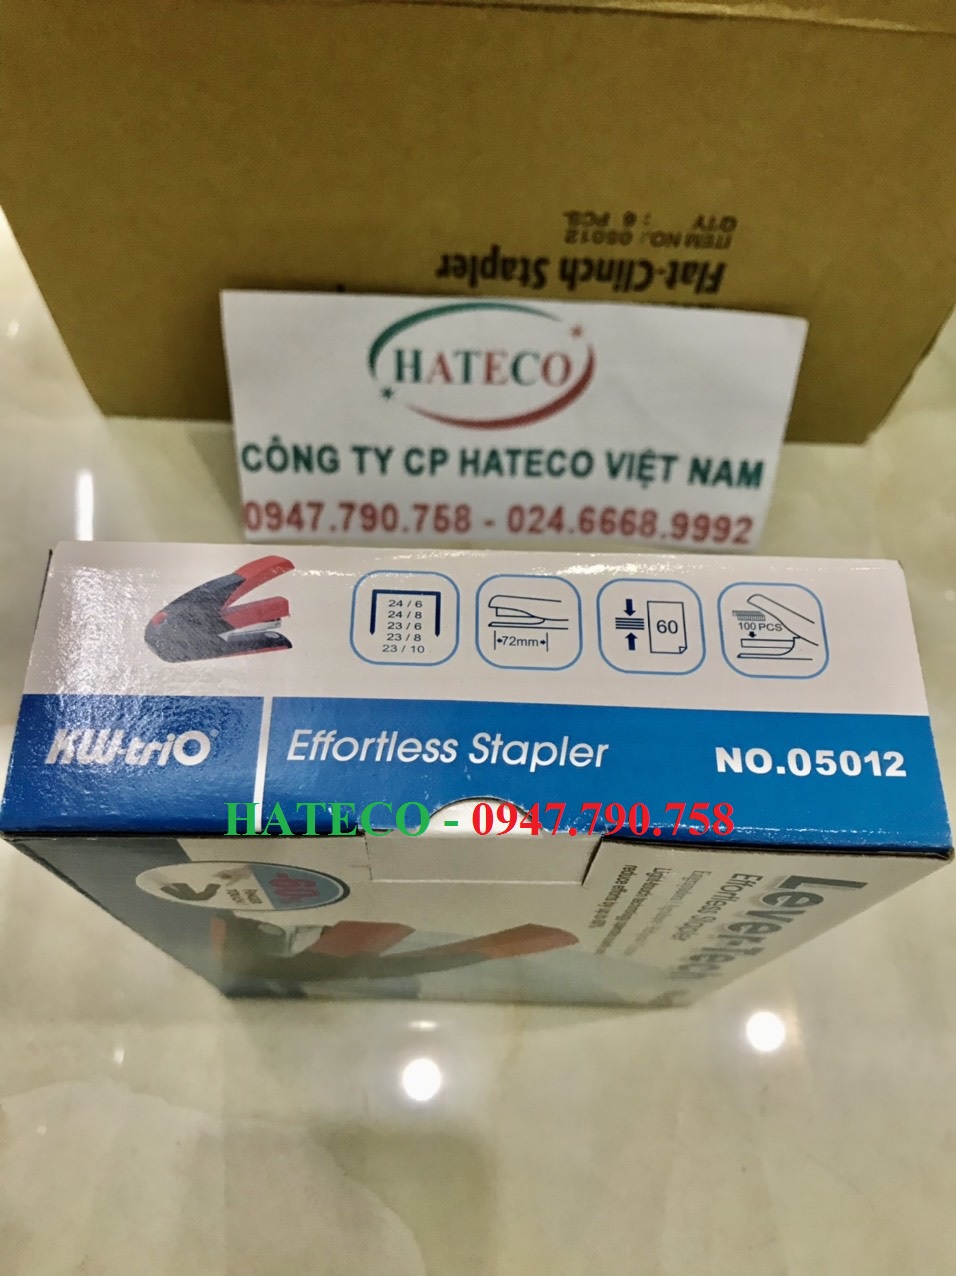 QTY : 6 PCS.
ITEM NO.: 05012
Flat-Clinch Stapler
HATECO
CÔNG TY CP HATECO VIỆT NAM
0947.790.758 - 024.6668.9992
24 / 6
24 / 8
23 / 6
23 / 8
23 / 10
72mm
60
100 PCS
KW-triO
Effortless Stapler
NO.05012
HATECO - 0947.790.758
Lever-Tech
Effortless Stapler